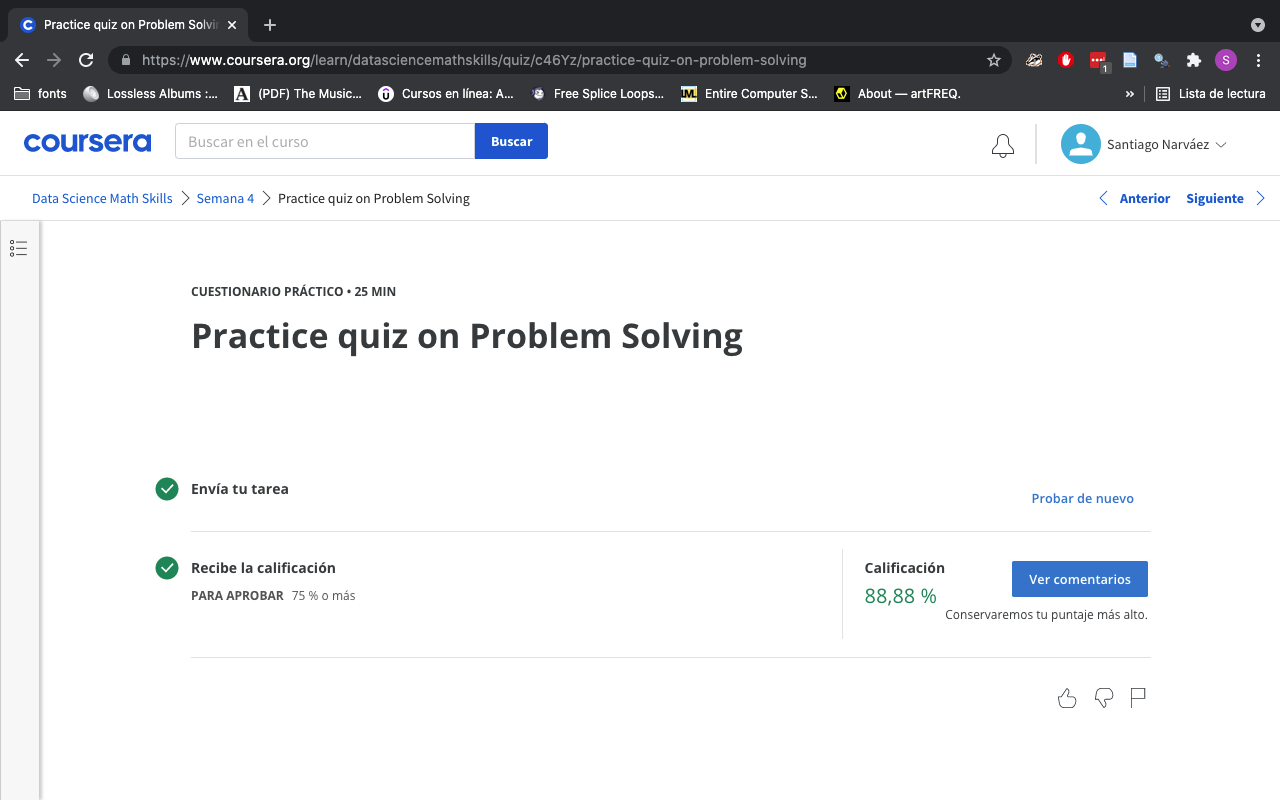 Practice quiz on Problem Solvi
https://www.coursera.org/learn/datasciencemathskills/quiz/c46Yz/practice-quiz-on-problem-solving
1
S
fonts
Lossless Albums :...
(PDF) The Music...
Cursos en línea: A...
Free Splice Loops...
Entire Computer S...
About — artFREQ.
»
Lista de lectura
coursera
Buscar en el curso
Buscar
Santiago Narváez
Data Science Math Skills
Semana 4
Practice quiz on Problem Solving
Anterior
Siguiente
CUESTIONARIO PRÁCTICO • 25 MIN
Practice quiz on Problem Solving
Envía tu tarea
Probar de nuevo
Recibe la calificación
PARA APROBAR 75 % o más
Calificación
88,88 %
Ver comentarios
Conservaremos tu puntaje más alto.